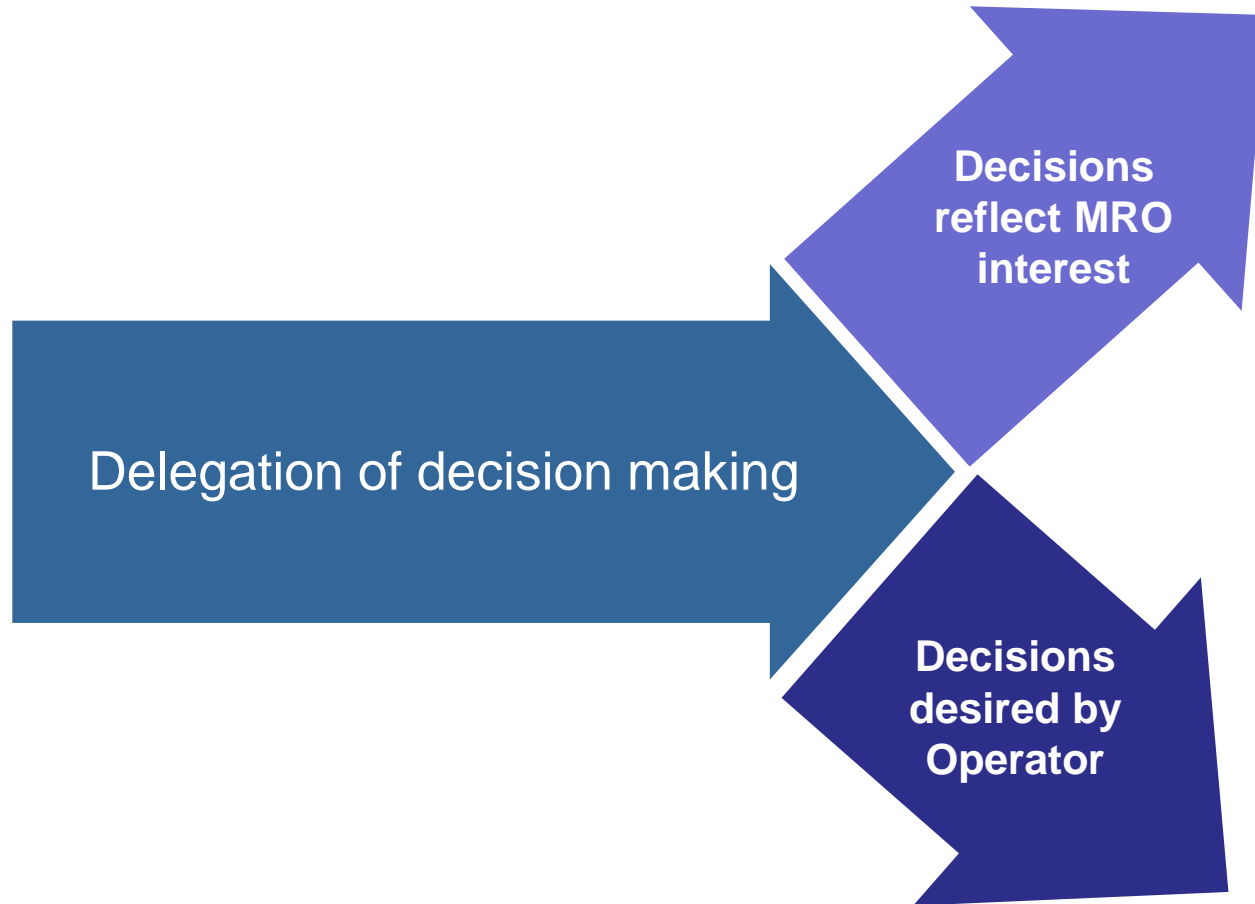 Decisions
reflect MRO
interest
Delegation of decision making
Decisions
desired by
Operator